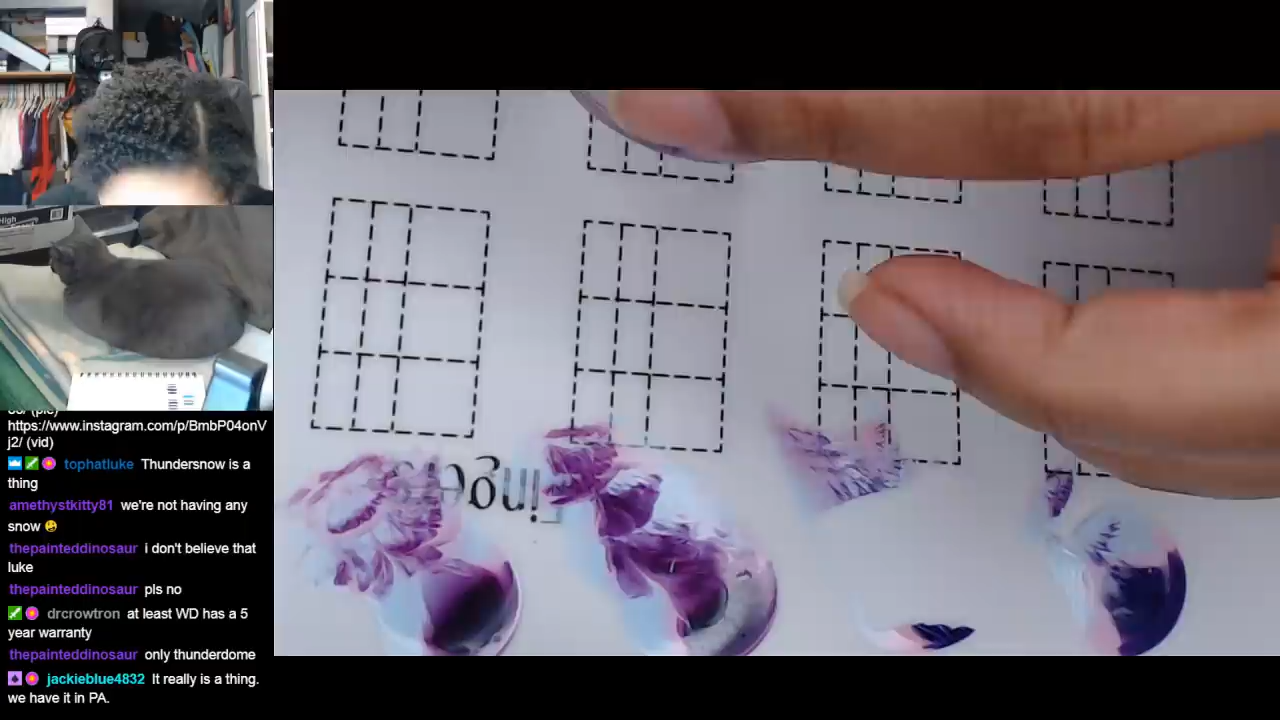 High
https://www.instagram.com/p/BmbP04onV
j2/ (vid)
tophatluke Thundersnow is a
thing
amethystkitty81 we're not having any
snow
thepainteddinosaur i don't believe that
luke
thepainteddinosaur pls no
drcrowtron at least WD has a 5
year warranty
thepainteddinosaur only thunderdome
jackieblue4832 It really is a thing.
we have it in PA.